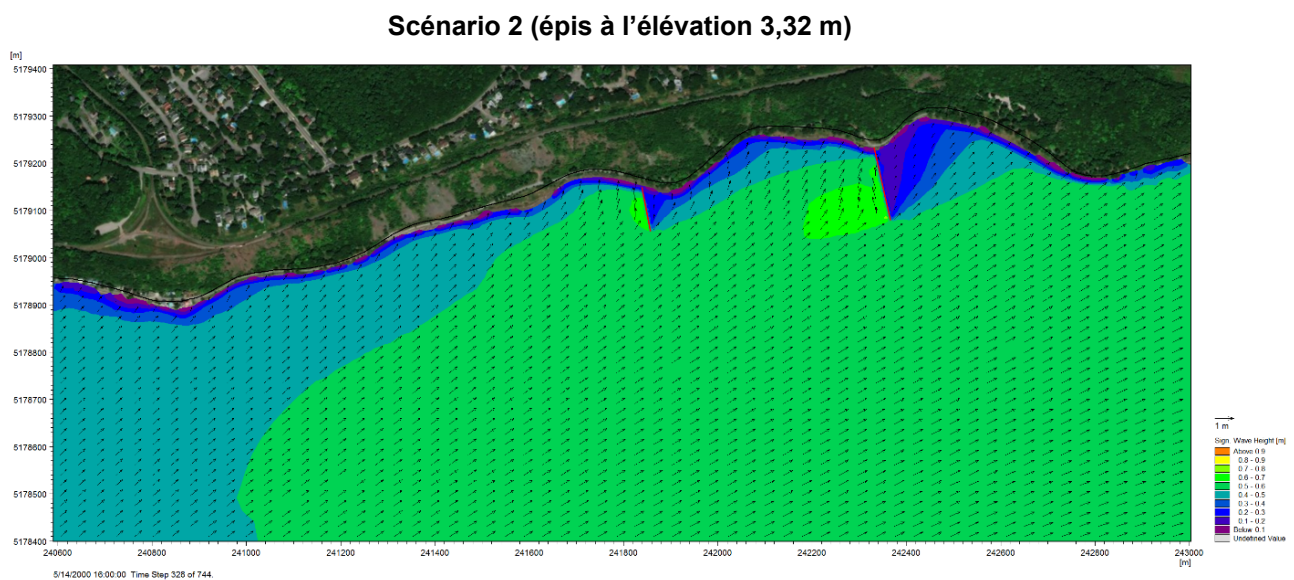 Scénario 2 (épis à l'élévation 3,32 m)
[m]
5179400
5179300
5179200
5179100
5179000
5178900
5178800
5178700
5178600
5178500
5178400
240600 240800 241000 241200 241400 241600 241800 242000 242200 242400 242600 242800 243000
[m]
5/14/2000 16:00:00 Time Step 328 of 744.
1 m
Sign. Wave Height [m]
Above 0.9
0.8 - 0.9
0.7 - 0.8
0.6 - 0.7
0.5 - 0.6
0.4 - 0.5
0.3 - 0.4
0.2 - 0.3
0.1 - 0.2
Below 0.1
Undefined Value